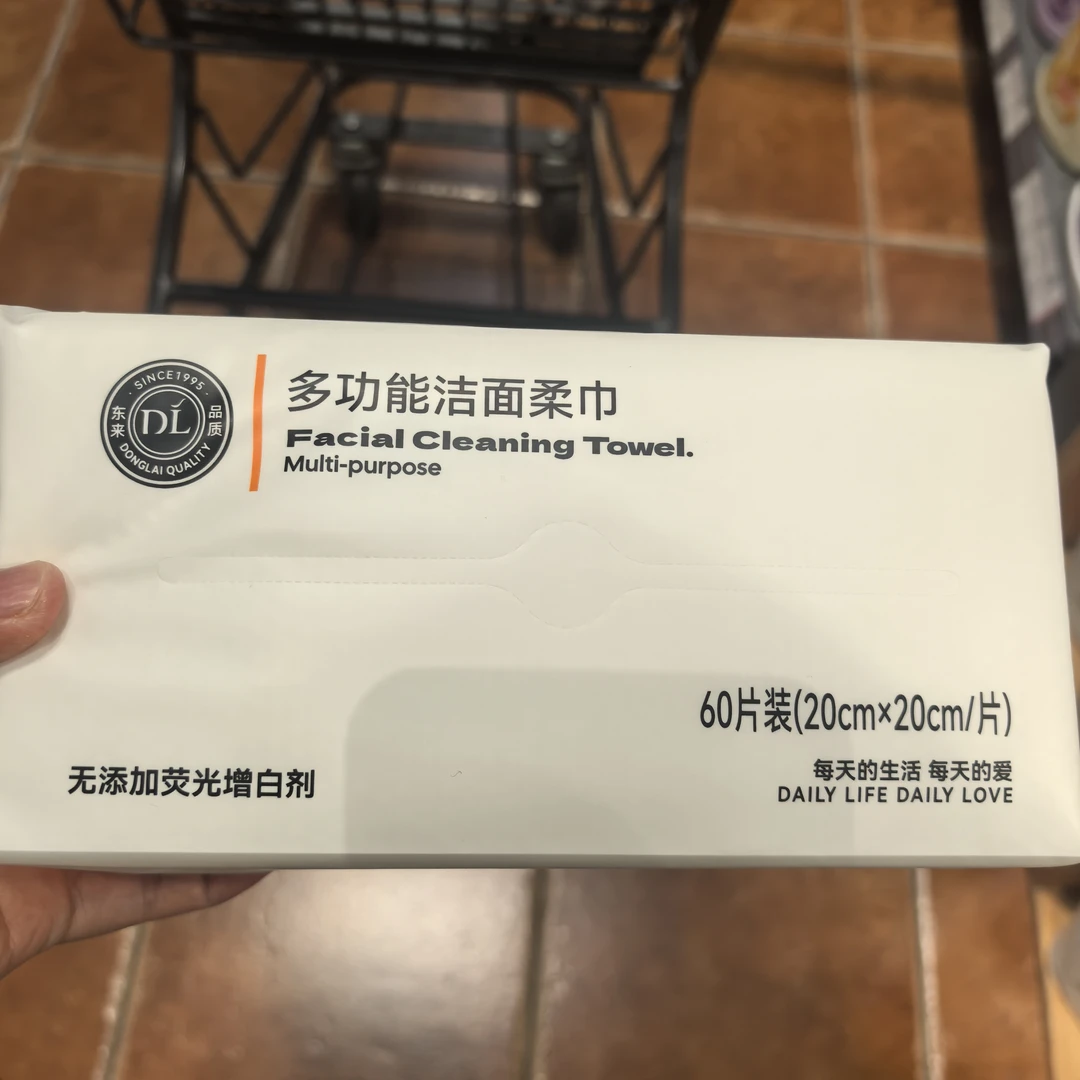 SINCE 1995
东来
DL
品质
DONGLAI QUALITY
多功能洁面柔巾
Facial Cleaning Towel.
Multi-purpose
60片装(20cm×20cm/片)
无添加荧光增白剂
每天的生活 每天的爱
DAILY LIFE DAILY LOVE